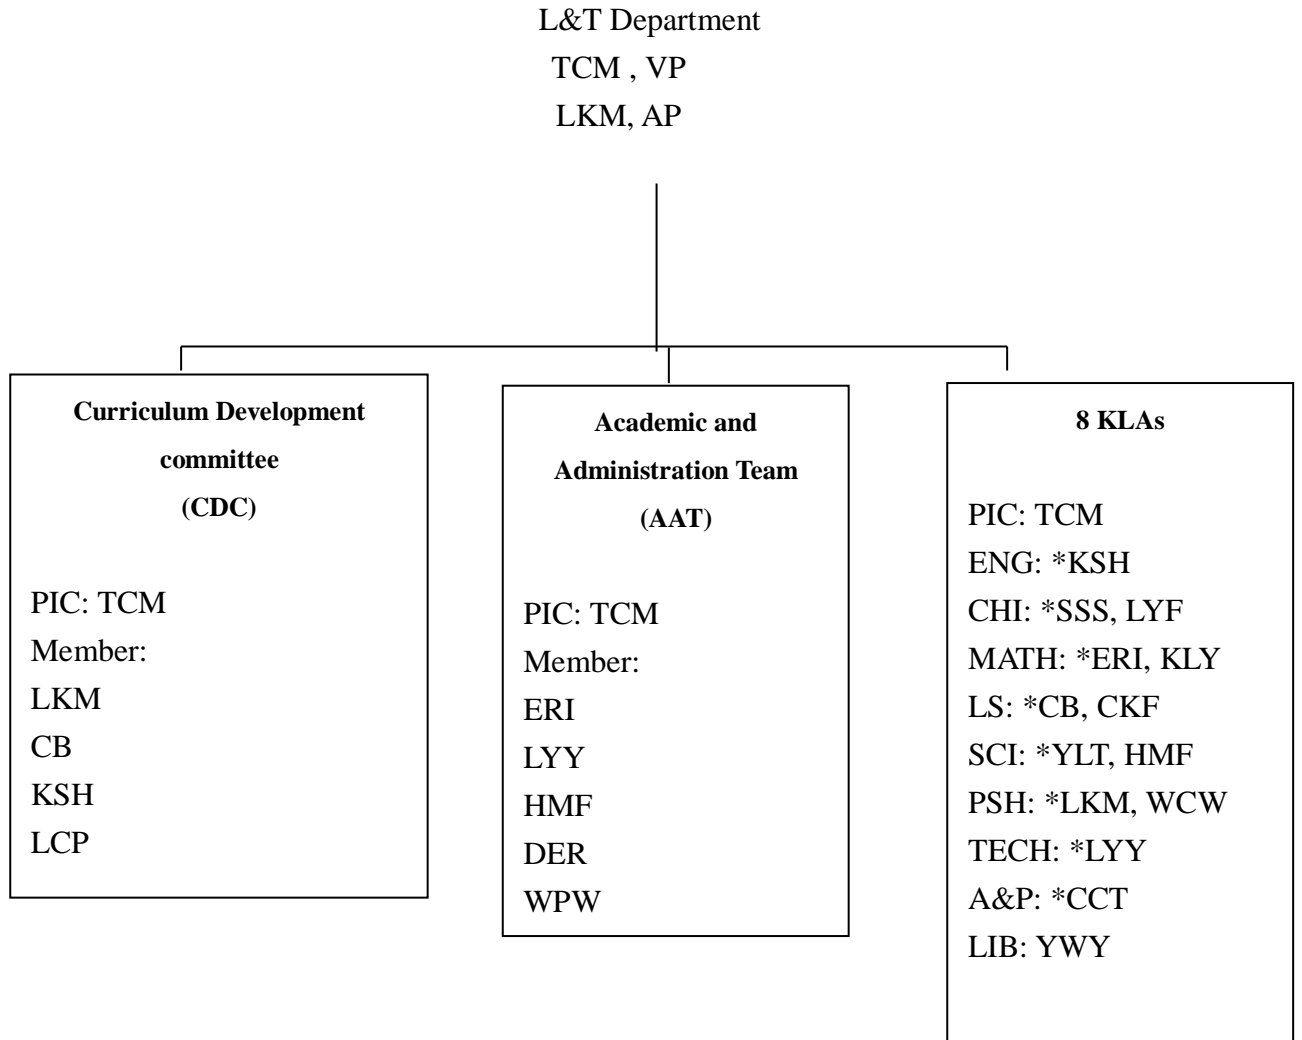 L&T Department
TCM , VP
LKM, AP
Curriculum Development
committee
(CDC)
PIC: TCM
Member:
LKM
CB
KSH
LCP
Academic and
Administration Team
(AAT)
PIC: TCM
Member:
ERI
LYY
HMF
DER
WPW
8 KLAs
PIC: TCM
ENG: *KSH
CHI: *SSS, LYF
MATH: *ERI, KLY
LS: *CB, CKF
SCI: *YLT, HMF
PSH: *LKM, WCW
TECH: *LYY
A&P: *CCT
LIB: YWY